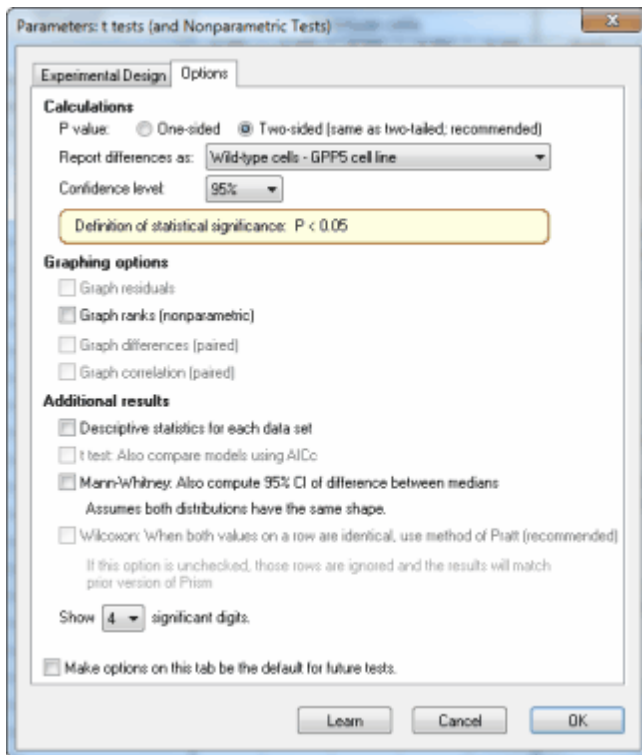 Parameters: t tests (and Nonparametric Tests)
Experimental Design
Options
Calculations
P value: One-sided Two-sided (same as two-tailed; recommended)
Report differences as: Wild-type cells - GPP5 cell line
Confidence level: 95%
Definition of statistical significance: P < 0.05
Graphing options
Graph residuals
Graph ranks (nonparametric)
Graph differences (paired)
Graph correlation (paired)
Additional results
Descriptive statistics for each data set
t test: Also compare models using AICc
Mann-Whitney: Also compute 95% CI of difference between medians
Assumes both distributions have the same shape.
Wilcoxon: When both values on a row are identical, use method of Pratt (recommended)
If this option is unchecked, those rows are ignored and the results will match
prior version of Prism
Show 4 significant digits.
Make options on this tab be the default for future tests.
Learn Cancel OK